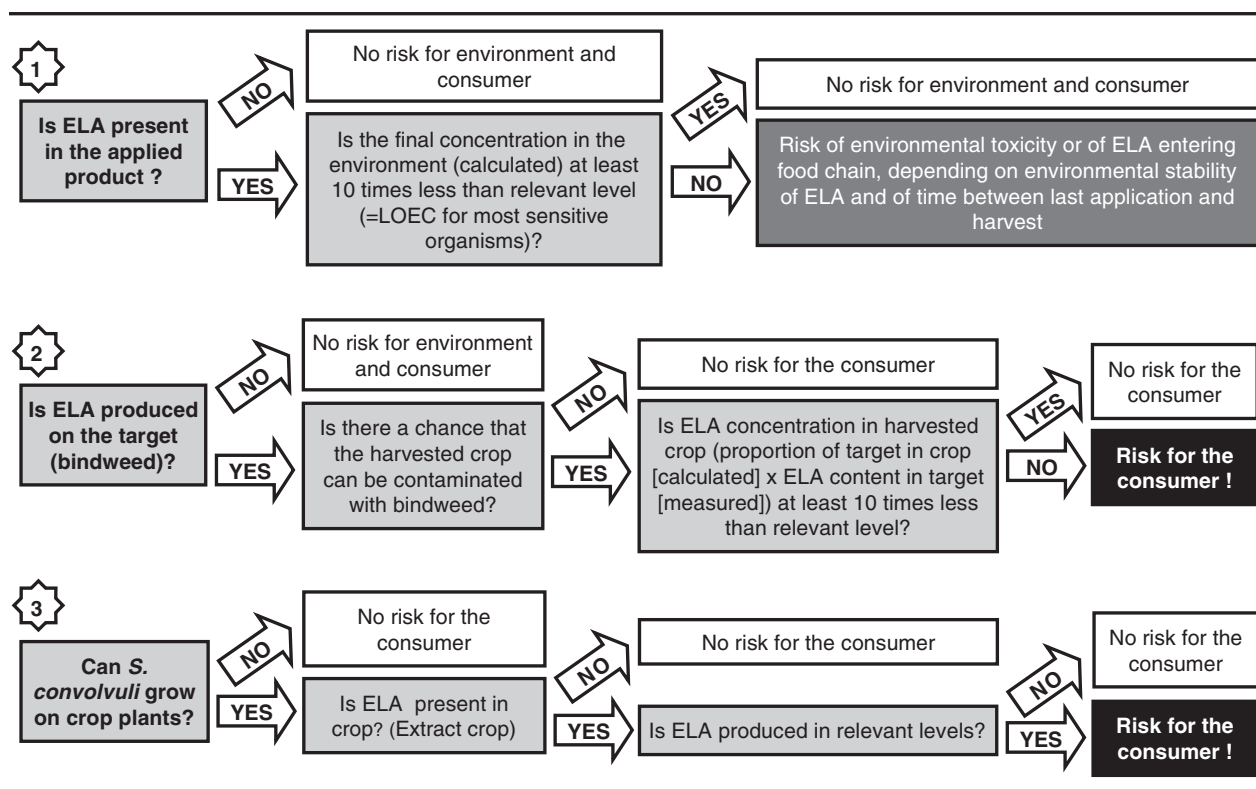 1
Is ELA present
in the applied
product ?
NO
YES
No risk for environment and
consumer
Is the final concentration in the
environment (calculated) at least
10 times less than relevant level
(=LOEC for most sensitive
organisms)?
YES
NO
No risk for environment and consumer
Risk of environmental toxicity or of ELA entering
food chain, depending on environmental stability
of ELA and of time between last application and
harvest
2
Is ELA produced
on the target
(bindweed)?
NO
YES
No risk for environment
and consumer
Is there a chance that
the harvested crop
can be contaminated
with bindweed?
NO
YES
No risk for the consumer
Is ELA concentration in harvested
crop (proportion of target in crop
[calculated] x ELA content in target
[measured]) at least 10 times less
than relevant level?
YES
NO
No risk for the
consumer
Risk for the
consumer !
3
Can S.
convolvuli grow
on crop plants?
NO
YES
No risk for the
consumer
Is ELA present in
crop? (Extract crop)
NO
YES
No risk for the consumer
Is ELA produced in relevant levels?
NO
YES
No risk for the
consumer
Risk for the
consumer !